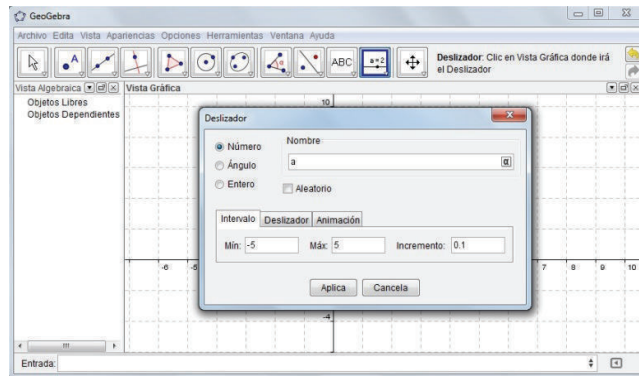 GeoGebra
Archivo Edita Vista Apariencias Opciones Herramientas Ventana Ayuda
ABC
a=2
Deslizador: Clic en Vista Gráfica donde irá
el Deslizador
Vista Algebraica
Vista Gráfica
Objetos Libres
Objetos Dependientes
10
Deslizador
Número
Ángulo
Entero
Nombre
a
α
Aleatorio
Intervalo Deslizador Animación
Mín: -5 Máx: 5 Incremento: 0.1
Aplica Cancela
-6 -5 7 8 9 10
-4
Entrada: